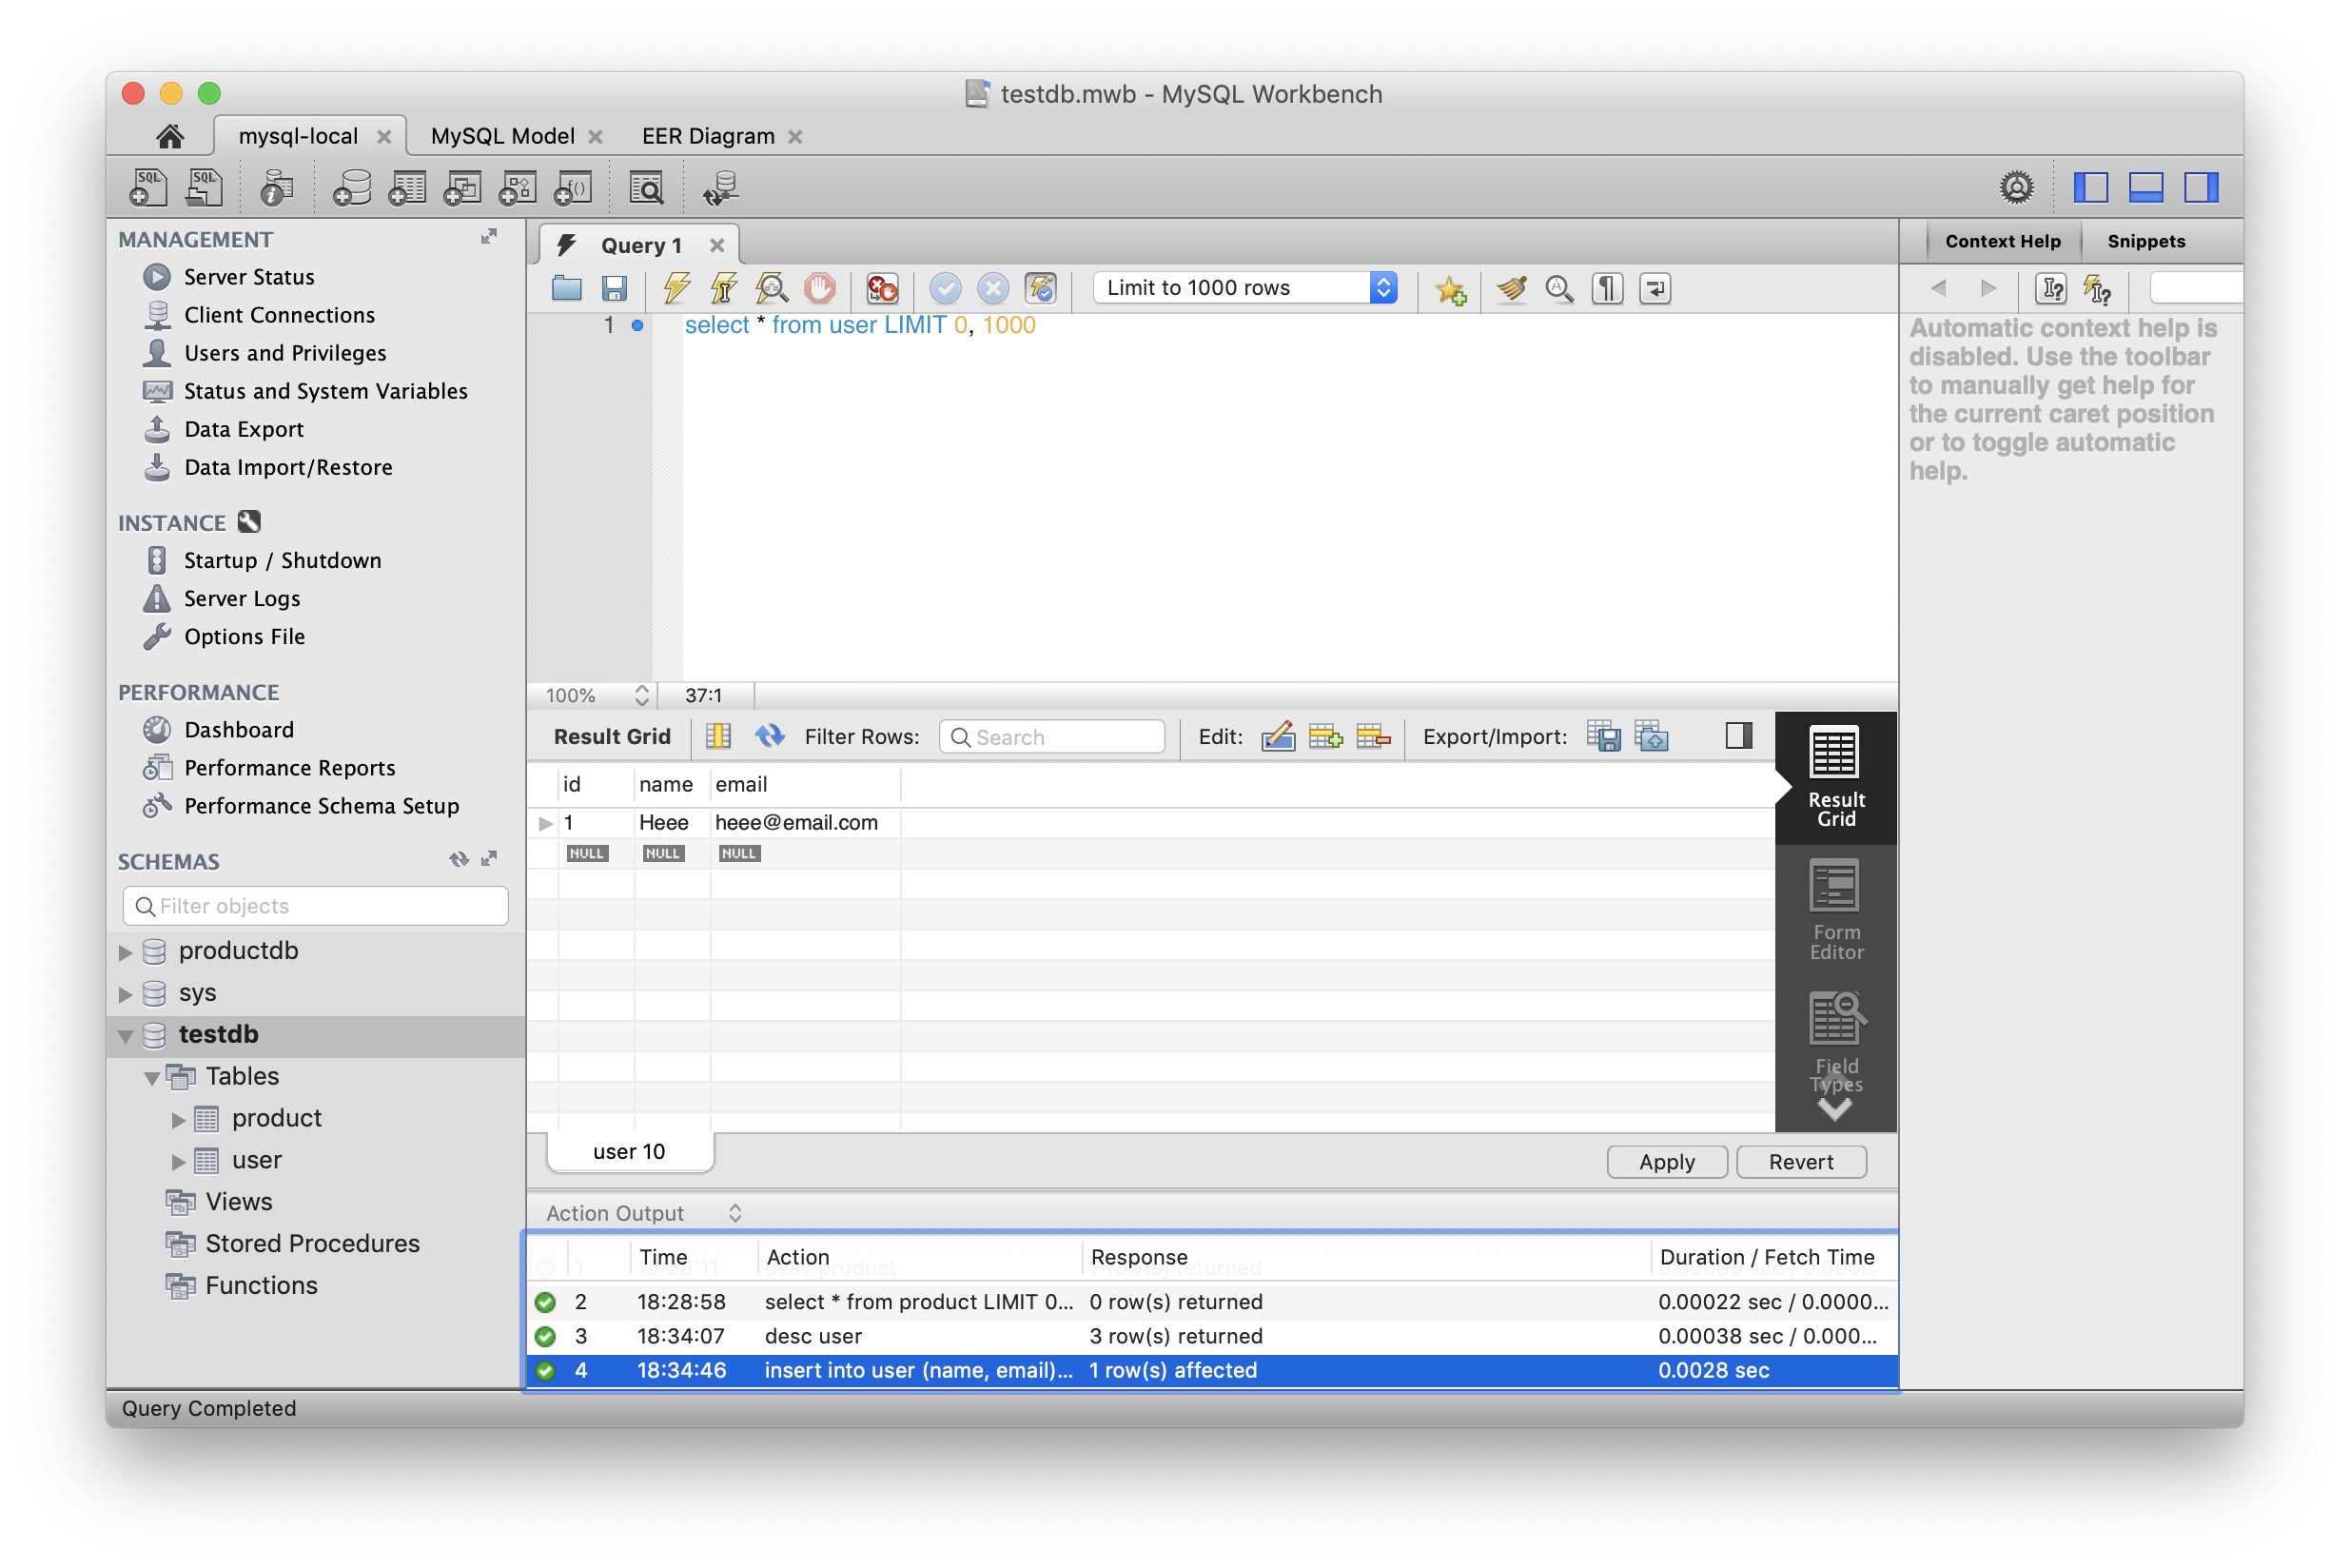 testdb.mwb - MySQL Workbench
mysql-local
MySQL Model
EER Diagram
MANAGEMENT
Server Status
Client Connections
Users and Privileges
Status and System Variables
Data Export
Data Import/Restore
INSTANCE
Startup / Shutdown
Server Logs
Options File
PERFORMANCE
Dashboard
Performance Reports
Performance Schema Setup
SCHEMAS
Filter objects
productdb
sys
testdb
Tables
product
user
Views
Stored Procedures
Functions
Query 1
Limit to 1000 rows
1
select * from user LIMIT 0, 1000
100%
37:1
Result Grid
Filter Rows:
Search
Edit:
Export/Import:
id name email
1 Heee heee@email.com
NULL NULL NULL
Result
Grid
Form
Editor
Field
Types
user 10
Apply
Revert
Action Output
Time Action Response Duration / Fetch Time
1 18:28:11 desc product
2 18:28:58 select * from product LIMIT 0... 0 row(s) returned 0.00022 sec / 0.0000...
3 18:34:07 desc user 3 row(s) returned 0.00038 sec / 0.000...
4 18:34:46 insert into user (name, email)... 1 row(s) affected 0.0028 sec
Context Help
Snippets
Automatic context help is
disabled. Use the toolbar
to manually get help for
the current caret position
or to toggle automatic
help.
Query Completed